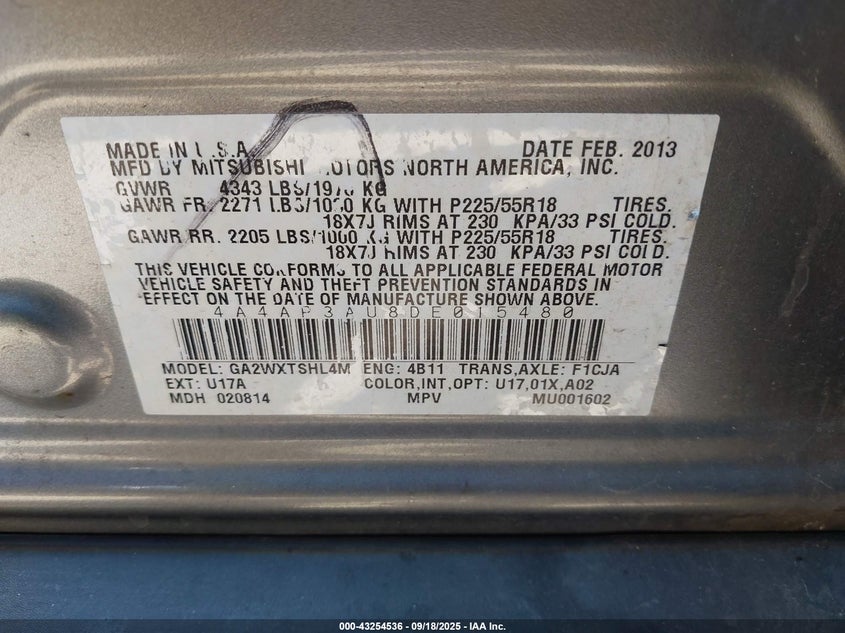 MADE IN U.S.A. DATE FEB. 2013
MFD BY MITSUBISHI MOTORS NORTH AMERICA, INC.
GVWR 4343 LBS/1970 KG
GAWR FR. 2271 LBS/1030 KG WITH P225/55R18 TIRES.
18X7J RIMS AT 230 KPA/33 PSI COLD.
GAWR RR. 2205 LBS/1000 KG WITH P225/55R18 TIRES.
18X7J RIMS AT 230 KPA/33 PSI COLD.
THIS VEHICLE CONFORMS TO ALL APPLICABLE FEDERAL MOTOR
VEHICLE SAFETY AND THEFT PREVENTION STANDARDS IN
EFFECT ON THE DATE OF MANUFACTURE SHOWN ABOVE.
4A4AP3AU8DE015480
MODEL: GA2WXTSHL4M ENG: 4B11 TRANS,AXLE: F1CJA
EXT: U17A COLOR,INT,OPT: U17,01X,A02
MDH 020814 MPV MU001602
000-43254536 - 09/18/2025 - IAA Inc.